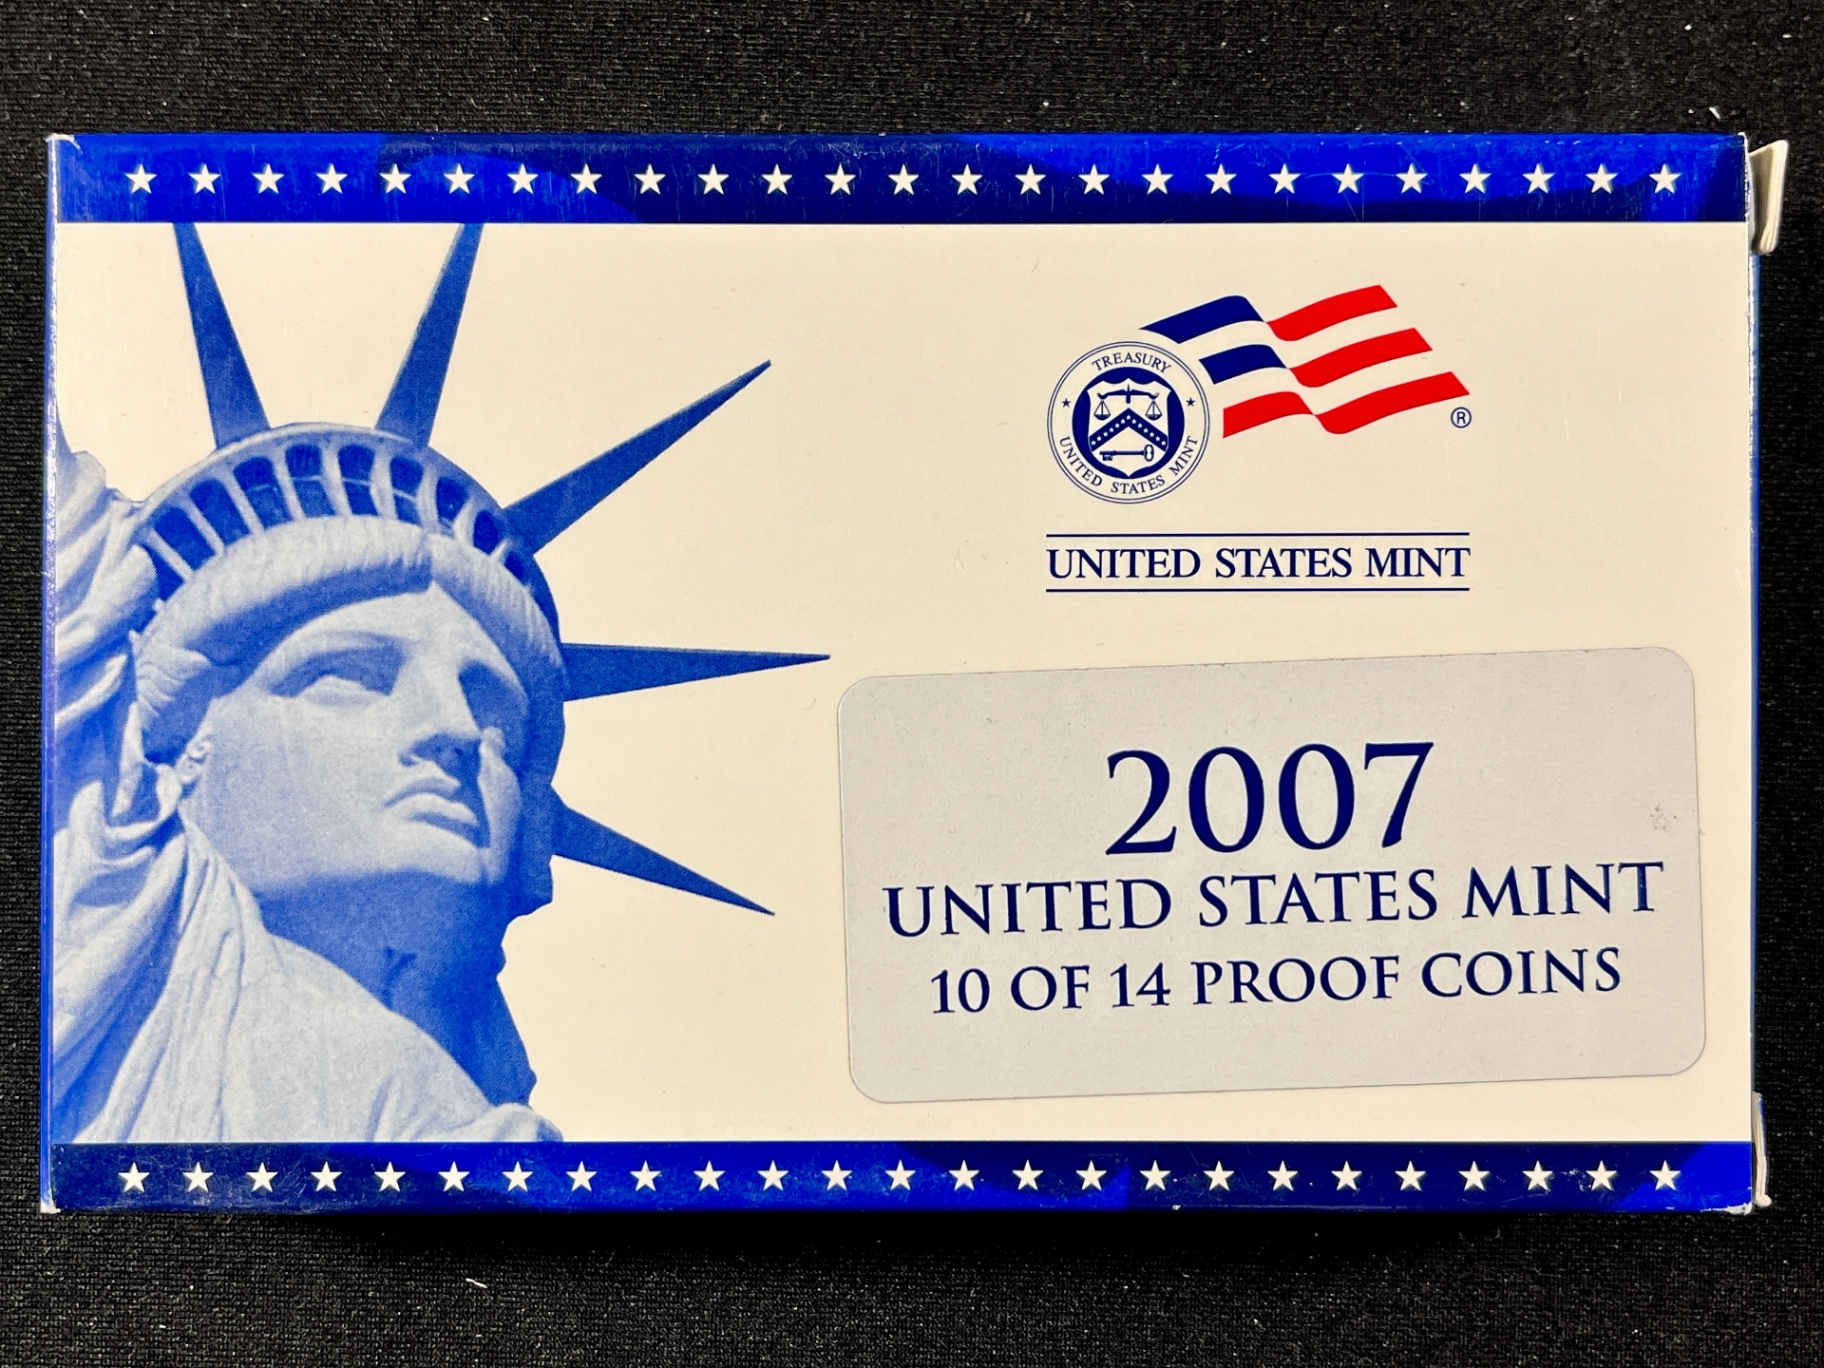 TREASURY
UNITED STATES MINT
®
UNITED STATES MINT
2007
UNITED STATES MINT
10 OF 14 PROOF COINS